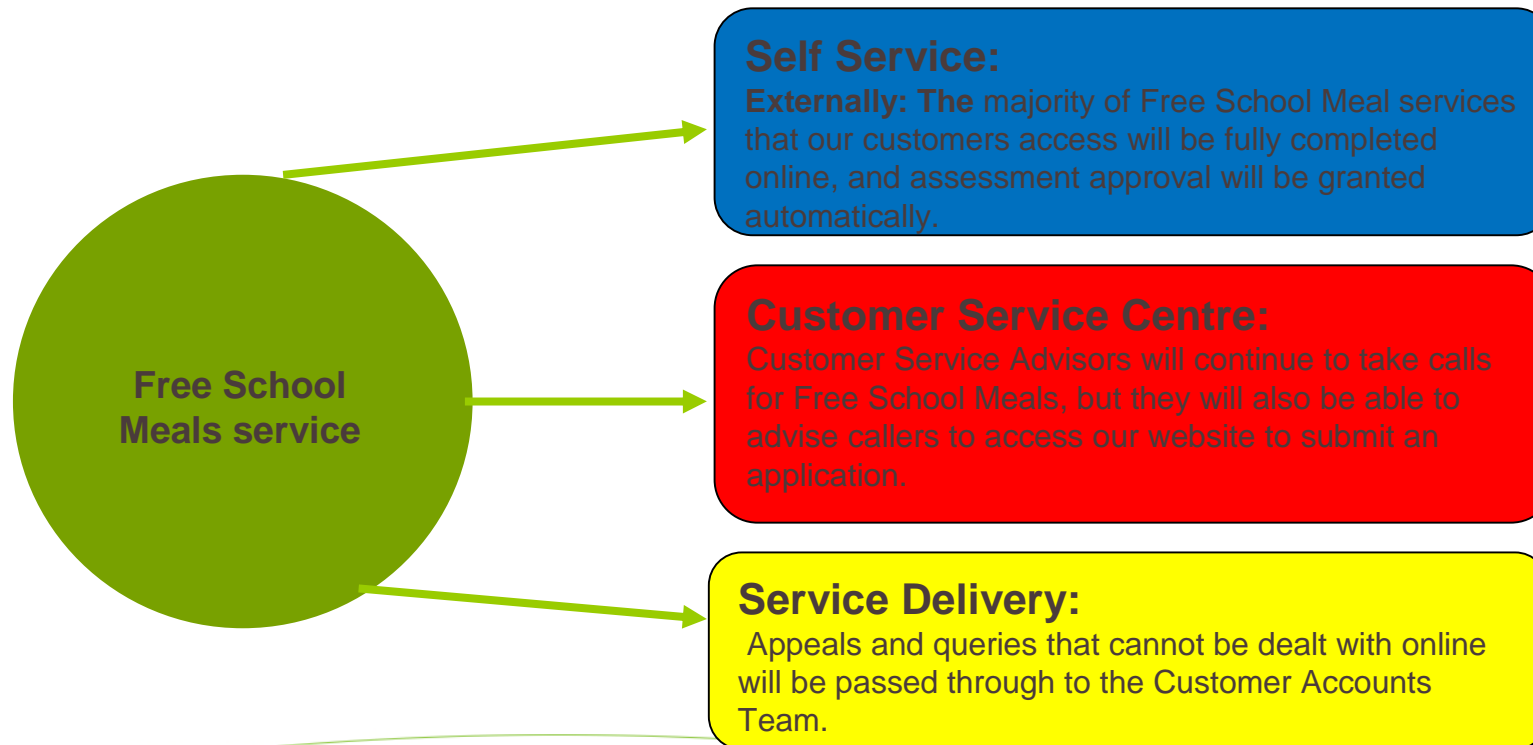 Free School
Meals service
Self Service:
Externally: The majority of Free School Meal services
that our customers access will be fully completed
online, and assessment approval will be granted
automatically.
Customer Service Centre:
Customer Service Advisors will continue to take calls
for Free School Meals, but they will also be able to
advise callers to access our website to submit an
application.
Service Delivery:
Appeals and queries that cannot be dealt with online
will be passed through to the Customer Accounts
Team.